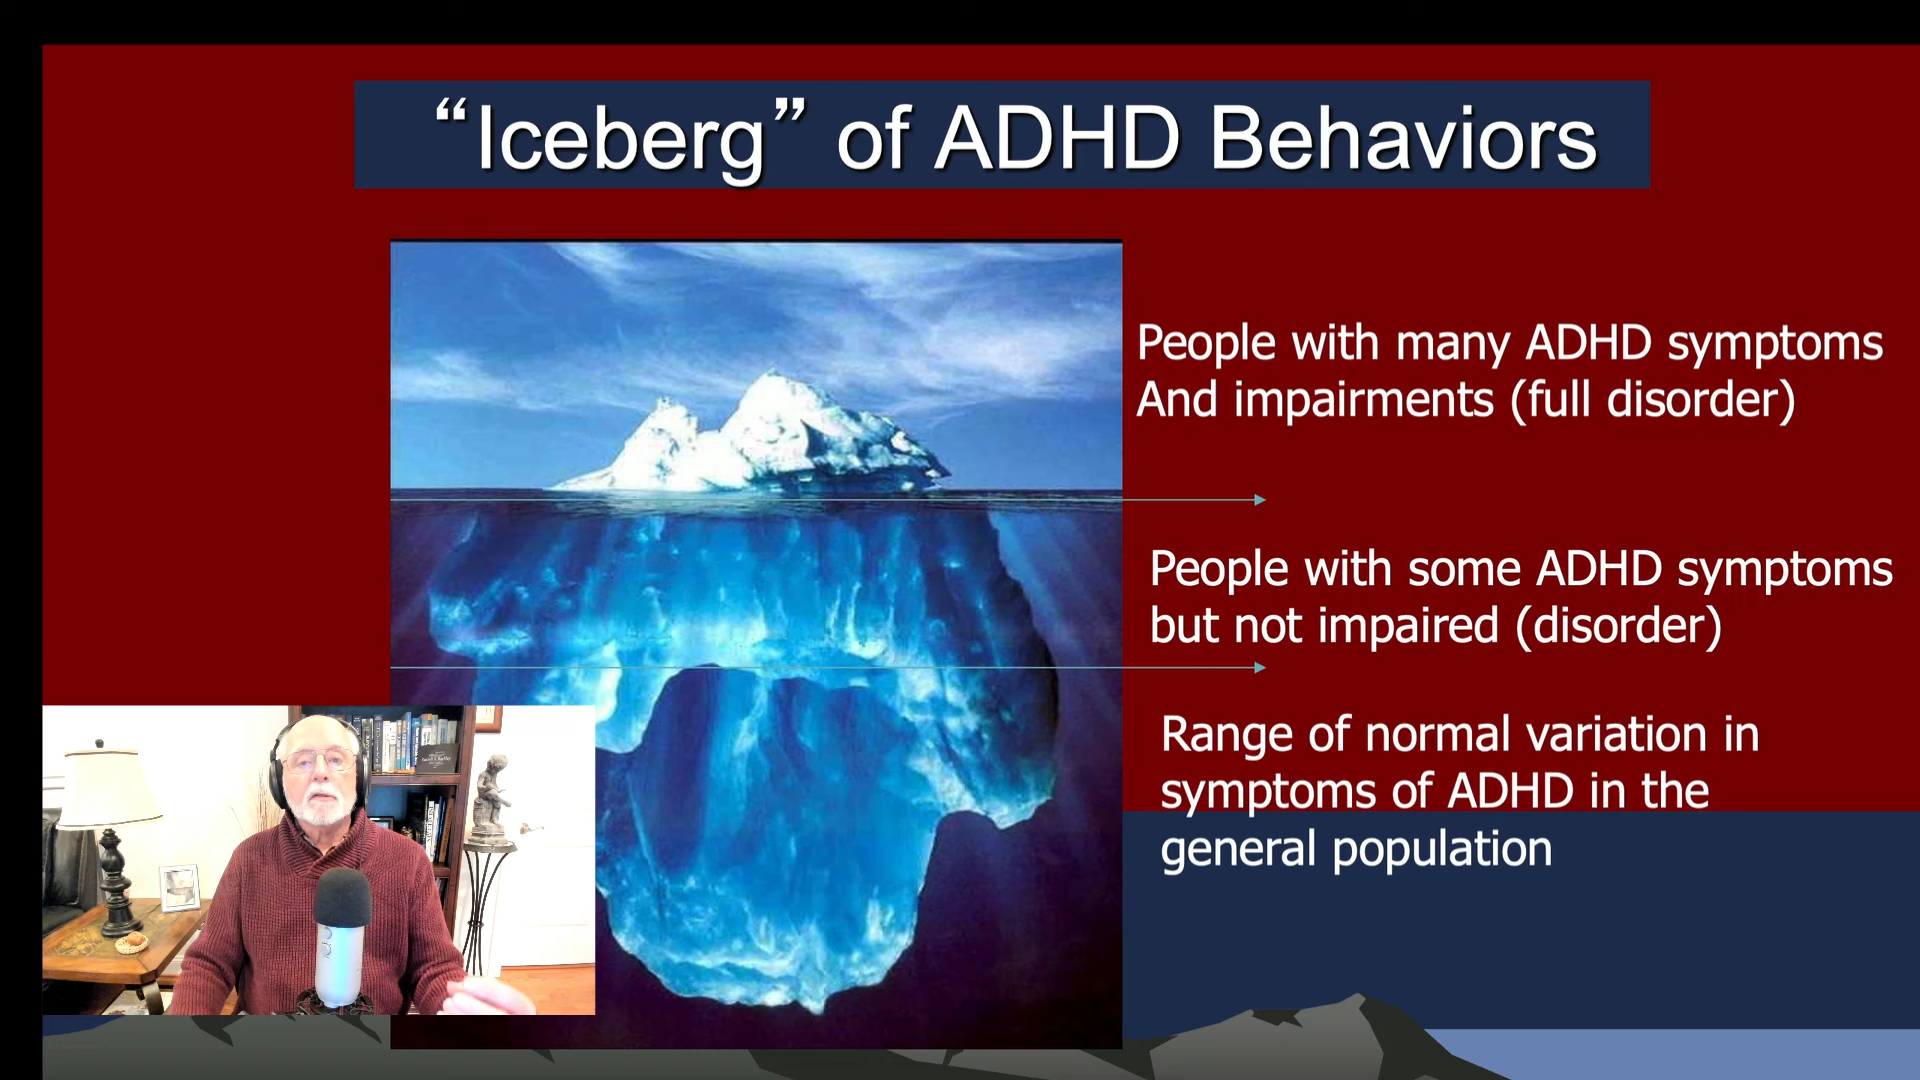 “Iceberg” of ADHD Behaviors
People with many ADHD symptoms
And impairments (full disorder)
People with some ADHD symptoms
but not impaired (disorder)
Range of normal variation in
symptoms of ADHD in the
general population